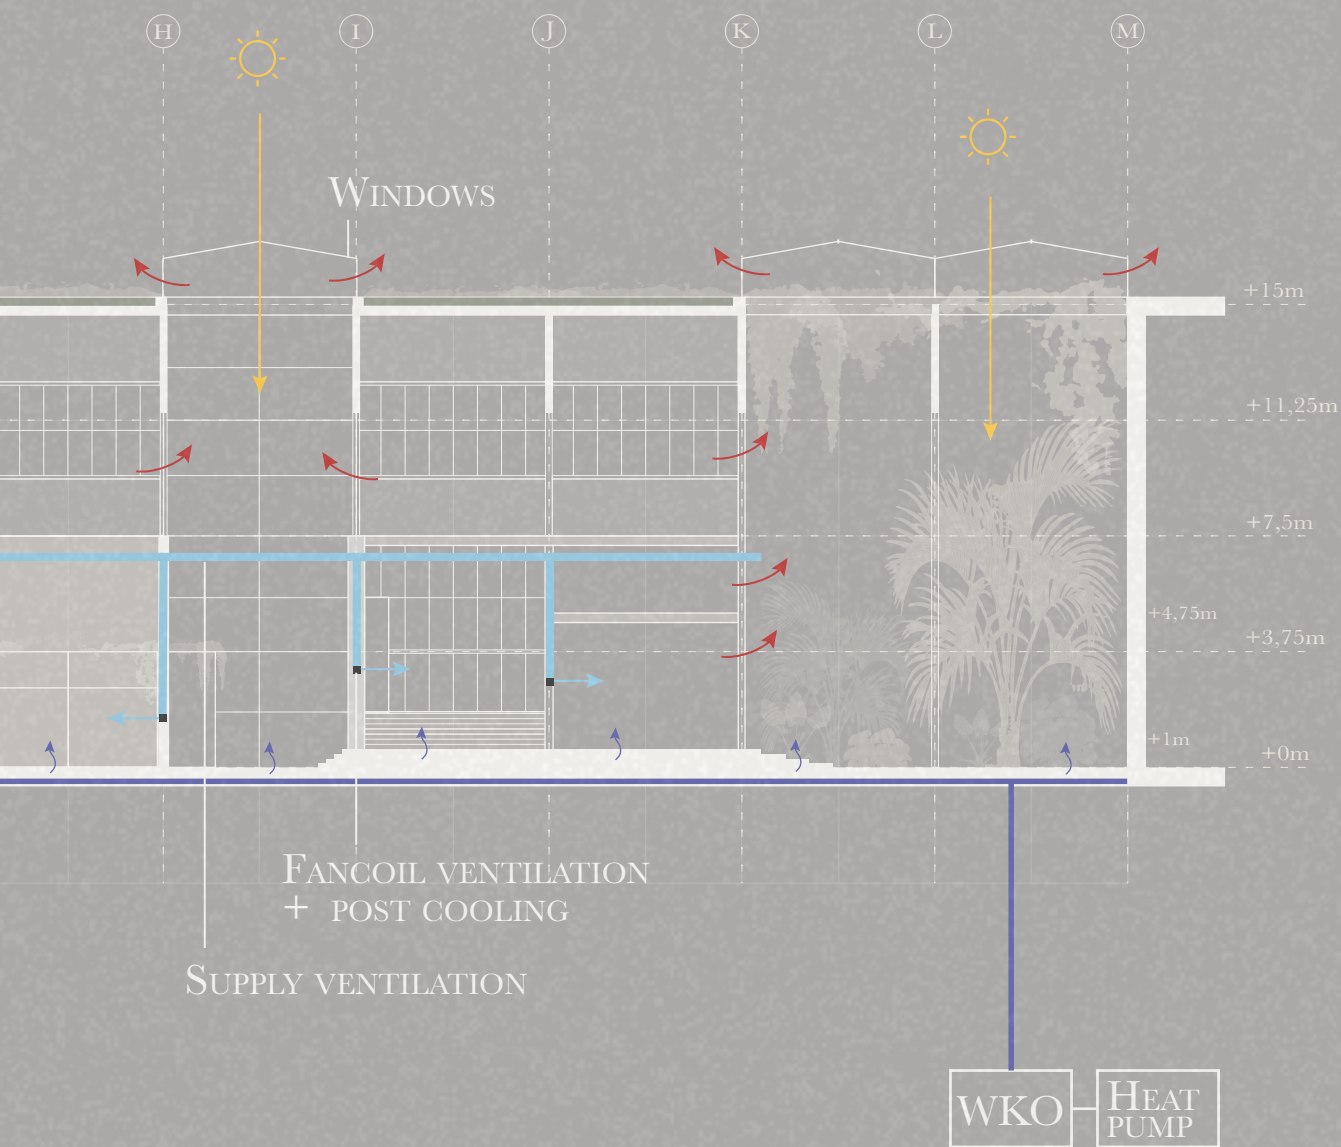 H I J K L M
Windows
+15m
+11,25m
+7,5m
+4,75m
+3,75m
+1m
+0m
Fancoil ventilation
+ post cooling
Supply ventilation
WKO
Heat
pump